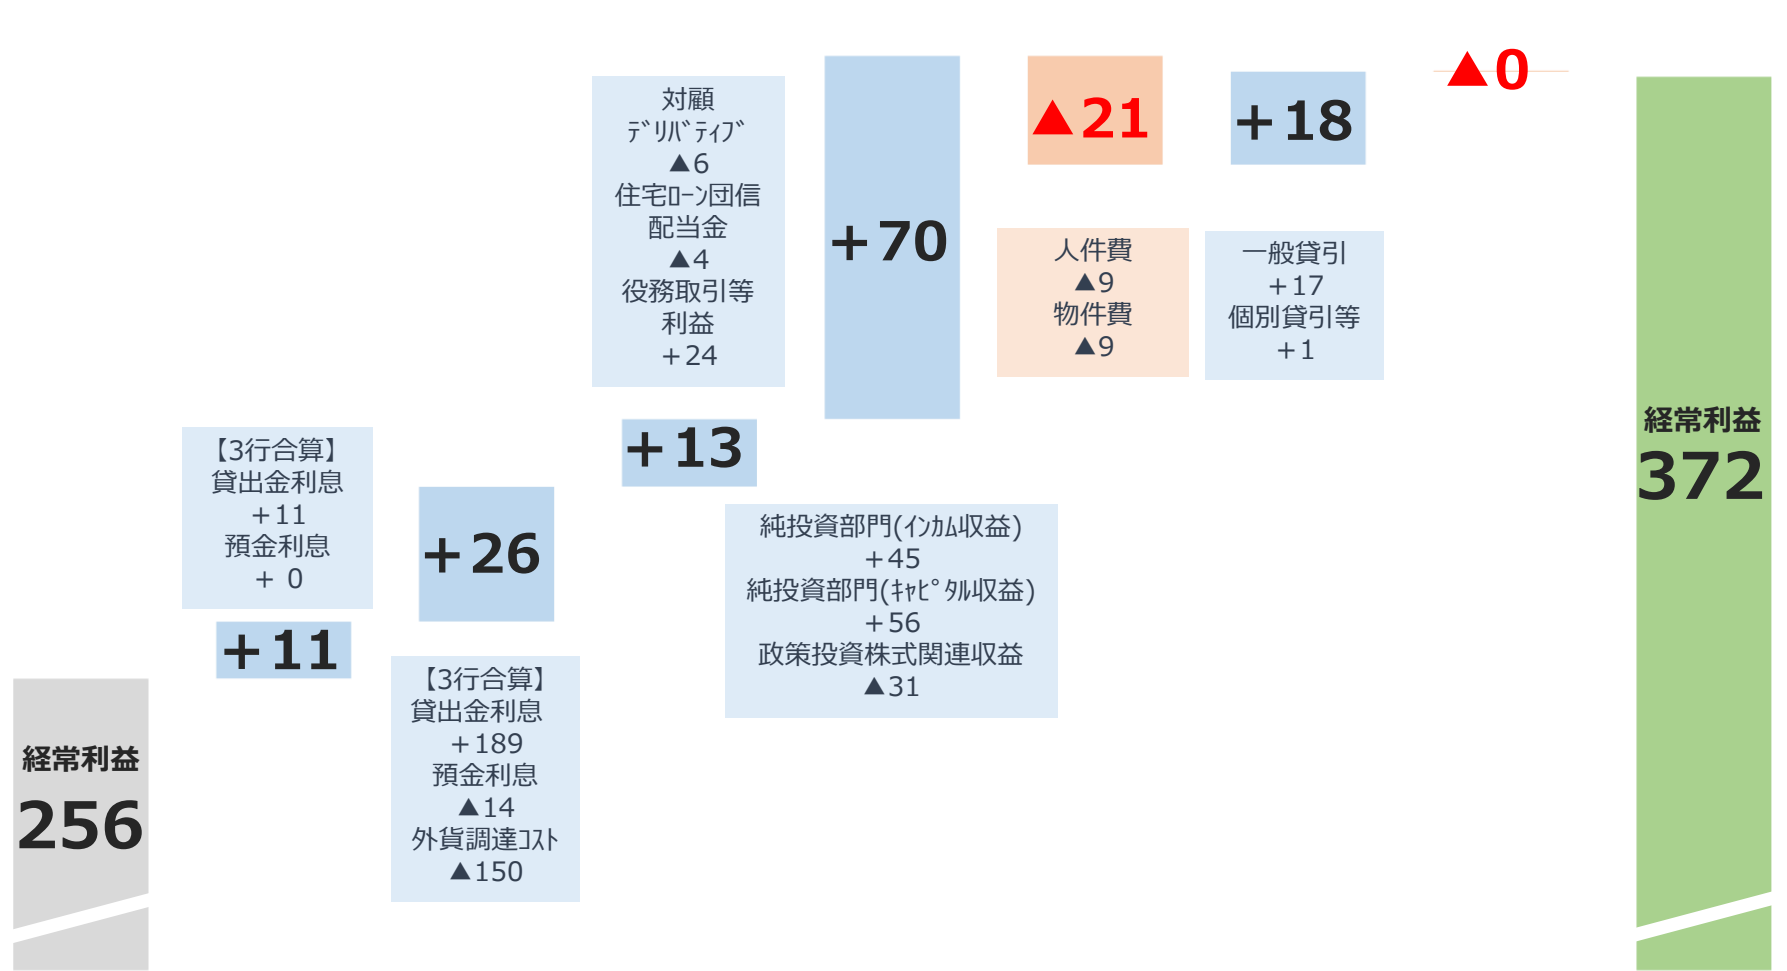 経常利益
256
【3行合算】
貸出金利息
+11
預金利息
+ 0
+11
+26
【3行合算】
貸出金利息
+189
預金利息
▲14
外貨調達ｺｽﾄ
▲150
対顧
ﾃﾞﾘﾊﾞﾃｨﾌﾞ
▲6
住宅ﾛｰﾝ団信
配当金
▲4
役務取引等
利益
+24
+13
+70
純投資部門(ｲﾝｶﾑ収益)
+45
純投資部門(ｷｬﾋﾟﾀﾙ収益)
+56
政策投資株式関連収益
▲31
▲21
人件費
▲9
物件費
▲9
+18
一般貸引
+17
個別貸引等
+1
▲0
経常利益
372